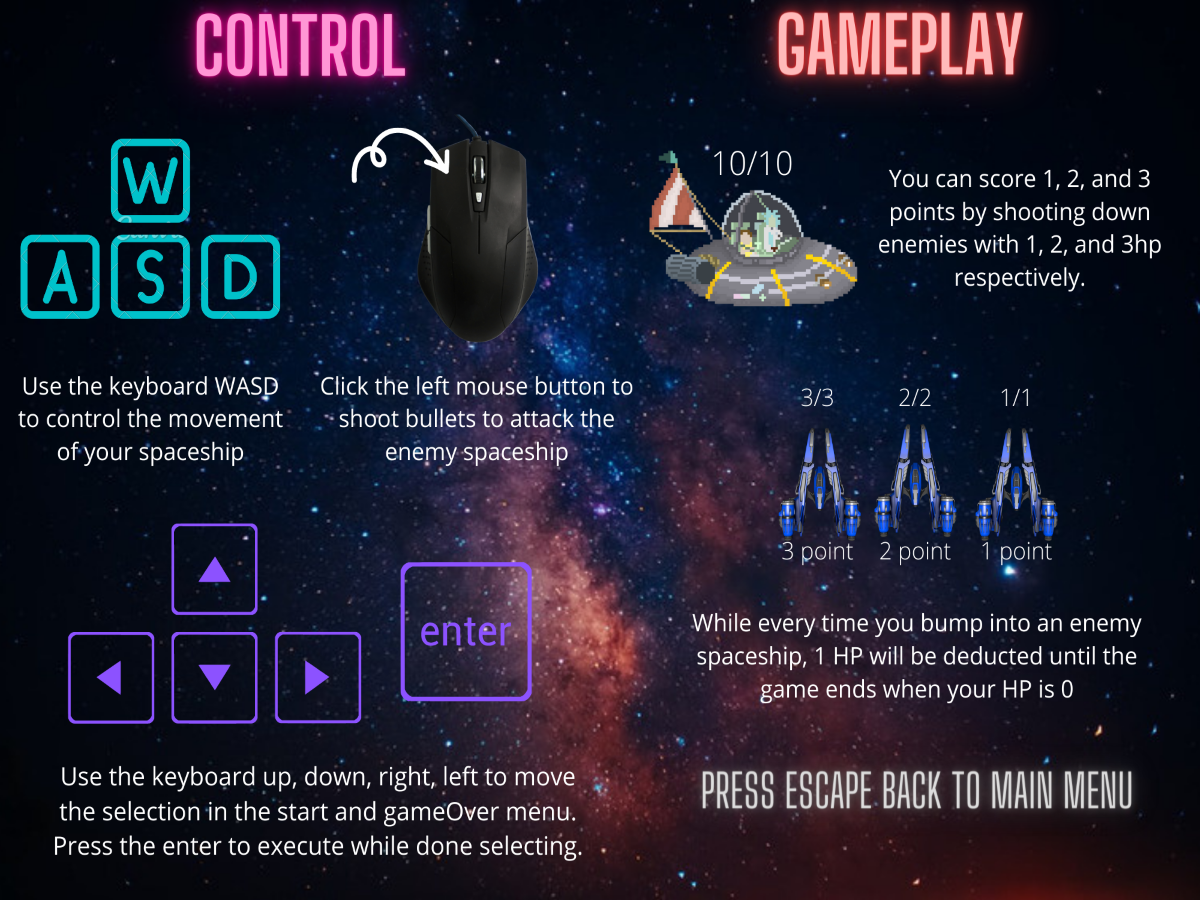 CONTROL
W
A S D
Use the keyboard WASD
to control the movement
of your spaceship
Click the left mouse button to
shoot bullets to attack the
enemy spaceship
enter
Use the keyboard up, down, right, left to move
the selection in the start and gameOver menu.
Press the enter to execute while done selecting.
GAMEPLAY
10/10
You can score 1, 2, and 3
points by shooting down
enemies with 1, 2, and 3hp
respectively.
3/3 2/2 1/1
3 point 2 point 1 point
While every time you bump into an enemy
spaceship, 1 HP will be deducted until the
game ends when your HP is 0
PRESS ESCAPE BACK TO MAIN MENU